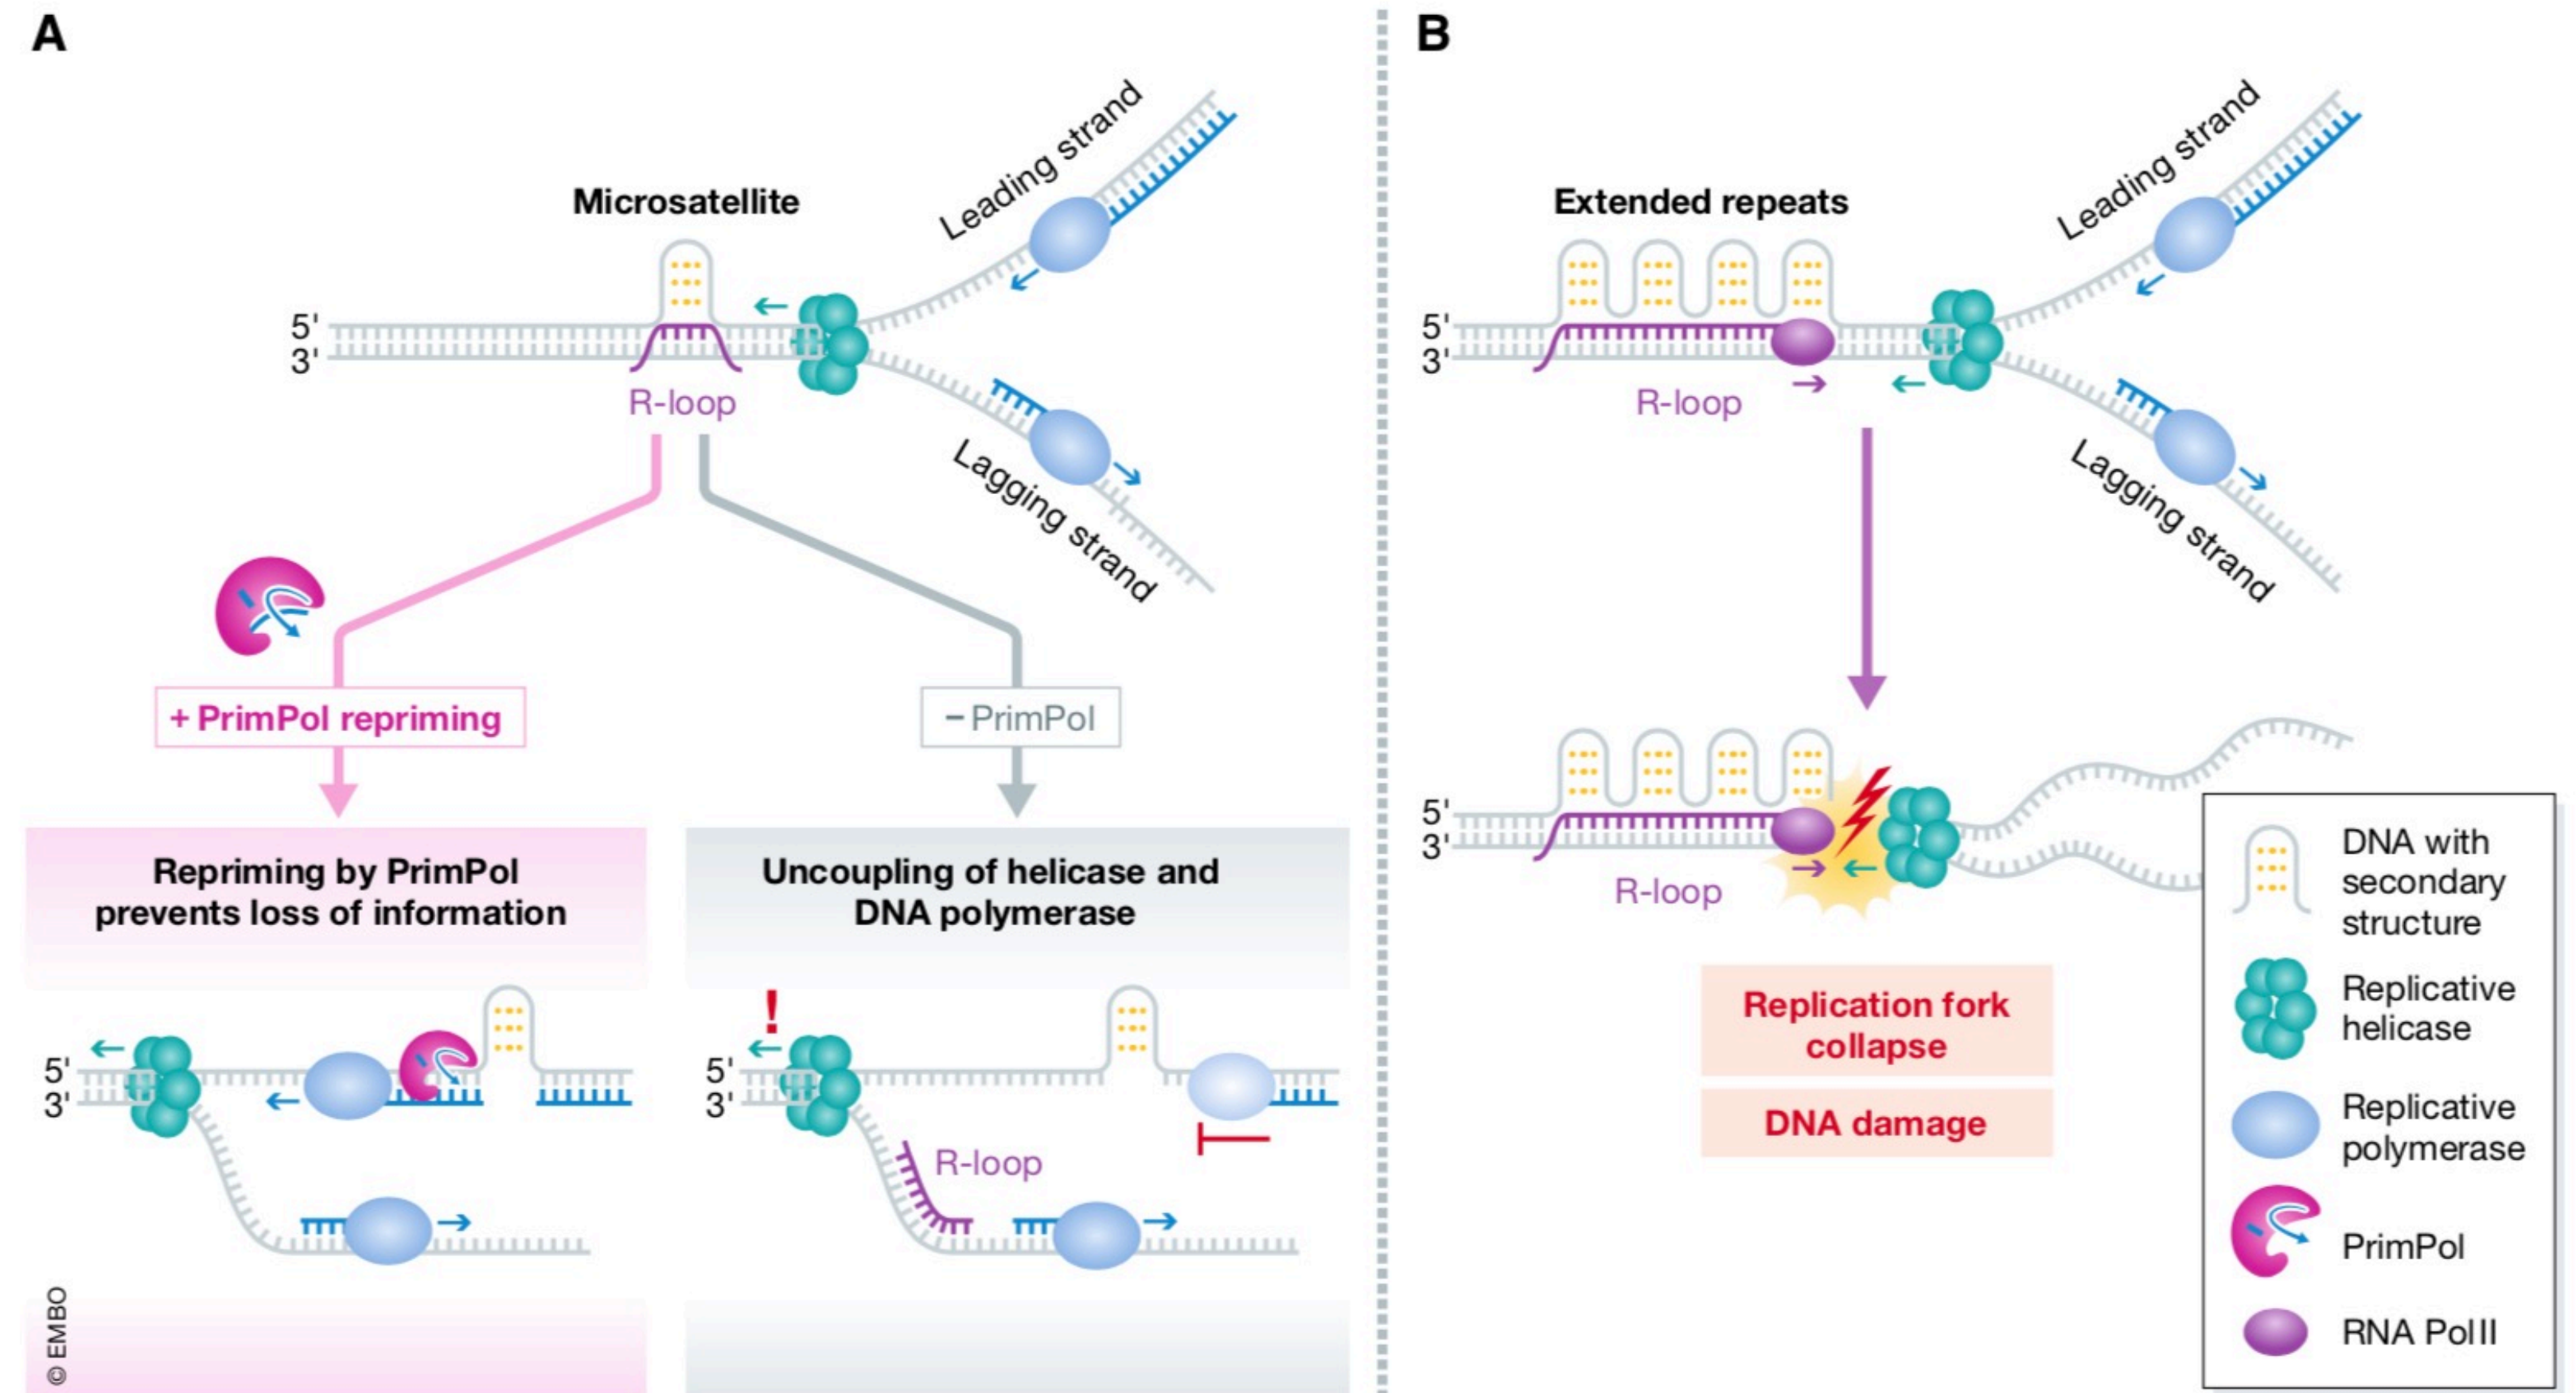 A
Microsatellite
Leading strand
5'
3'
R-loop
Lagging strand
+ PrimPol repriming
– PrimPol
Repriming by PrimPol
prevents loss of information
5'
3'
Uncoupling of helicase and
DNA polymerase
!
5'
3'
R-loop
© EMBO
B
Extended repeats
Leading strand
5'
3'
R-loop
Lagging strand
5'
3'
R-loop
Replication fork
collapse
DNA damage
DNA with
secondary
structure
Replicative
helicase
Replicative
polymerase
PrimPol
RNA Pol II